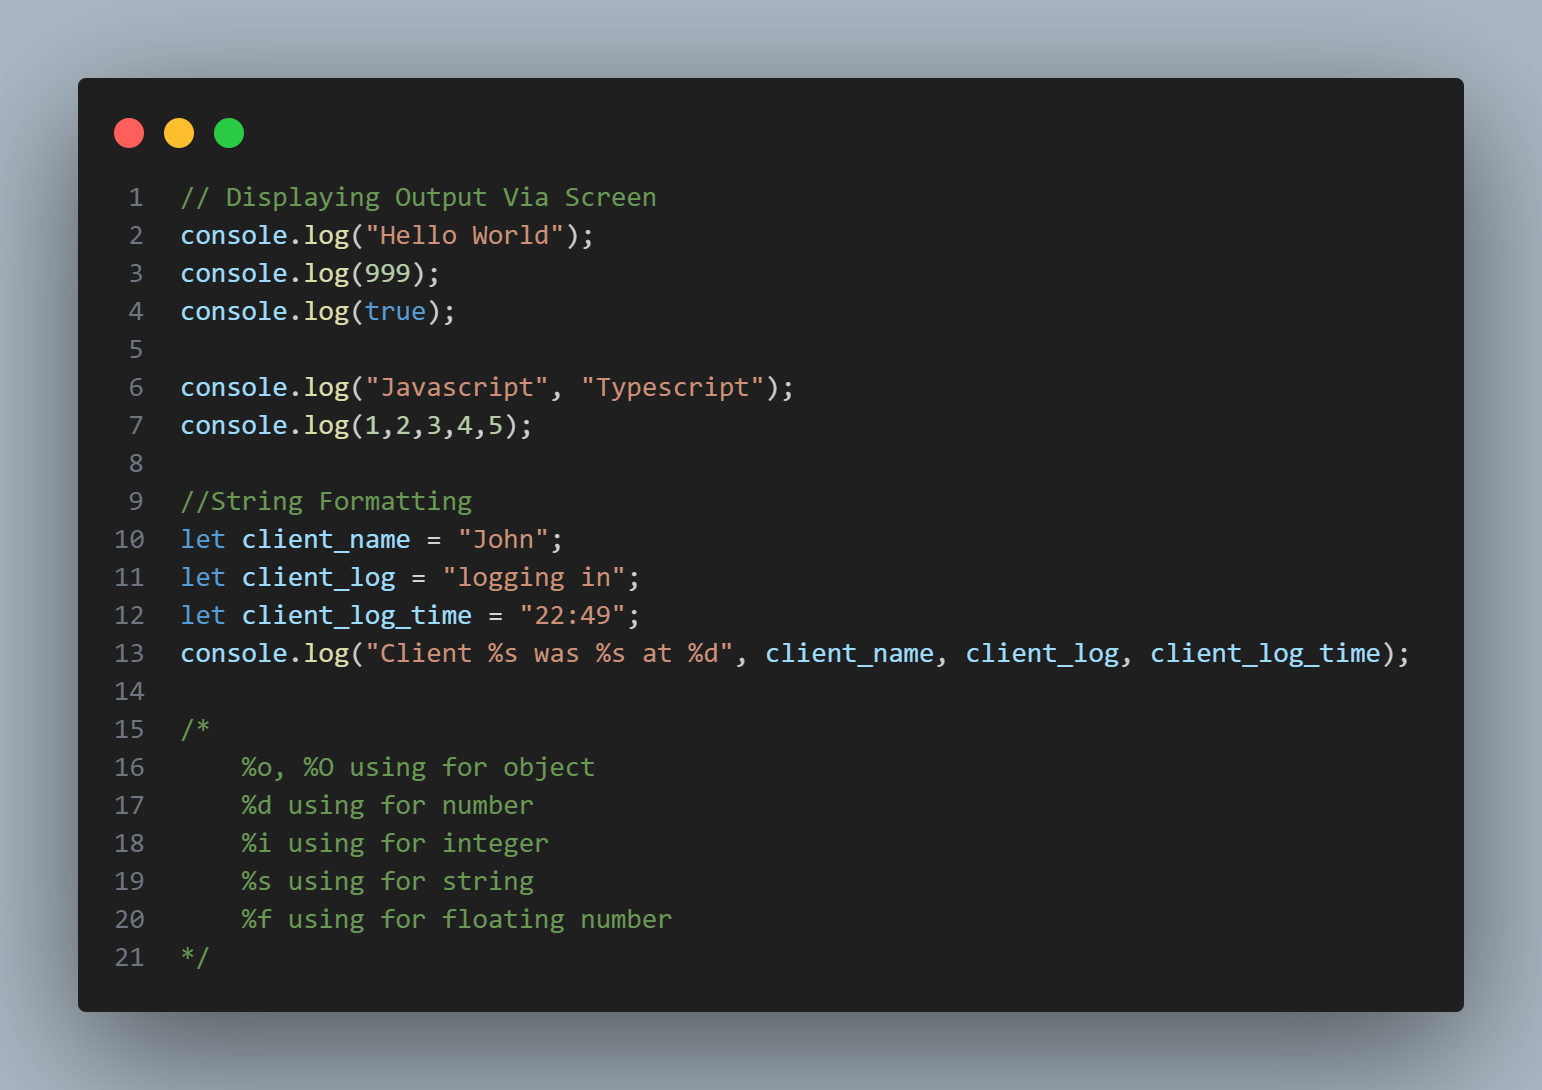 1 // Displaying Output Via Screen
2 console.log("Hello World");
3 console.log(999);
4 console.log(true);
5
6 console.log("Javascript", "Typescript");
7 console.log(1,2,3,4,5);
8
9 //String Formatting
10 let client_name = "John";
11 let client_log = "logging in";
12 let client_log_time = "22:49";
13 console.log("Client %s was %s at %d", client_name, client_log, client_log_time);
14
15 /*
16     %o, %O using for object
17     %d using for number
18     %i using for integer
19     %s using for string
20     %f using for floating number
21 */